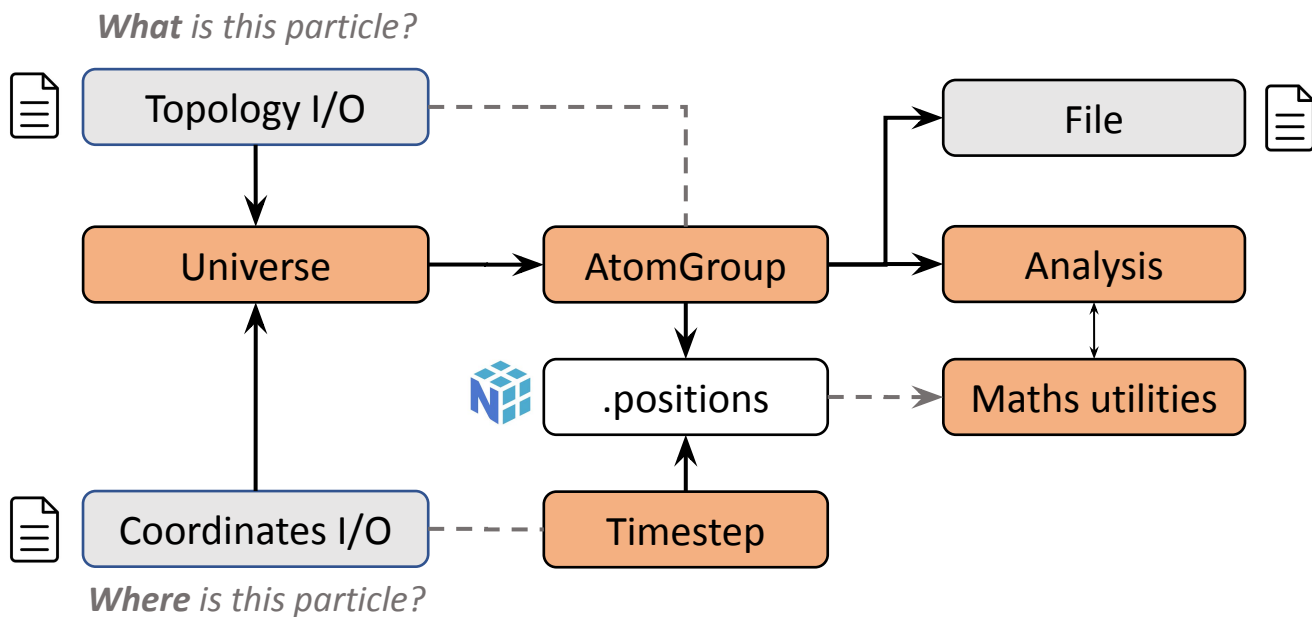 What is this particle?
Topology I/O
File
Universe
AtomGroup
Analysis
N
.positions
Maths utilities
Coordinates I/O
Timestep
Where is this particle?